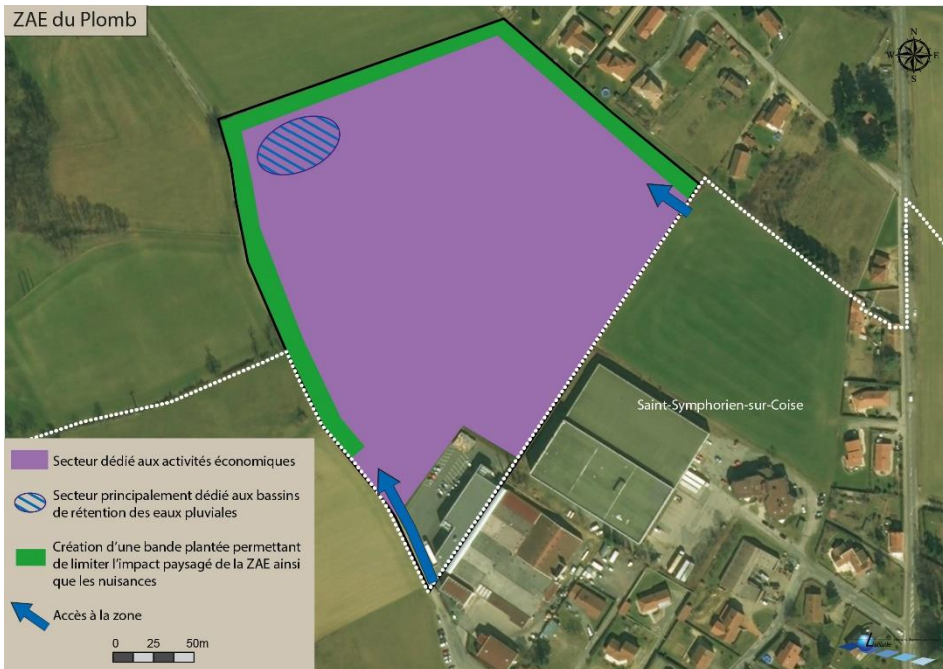 ZAE du Plomb
N
W E
S
Saint-Symphorien-sur-Coise
Secteur dédié aux activités économiques
Secteur principalement dédié aux bassins
de rétention des eaux pluviales
Création d'une bande plantée permettant
de limiter l'impact paysagé de la ZAE ainsi
que les nuisances
Accès à la zone
0 25 50m